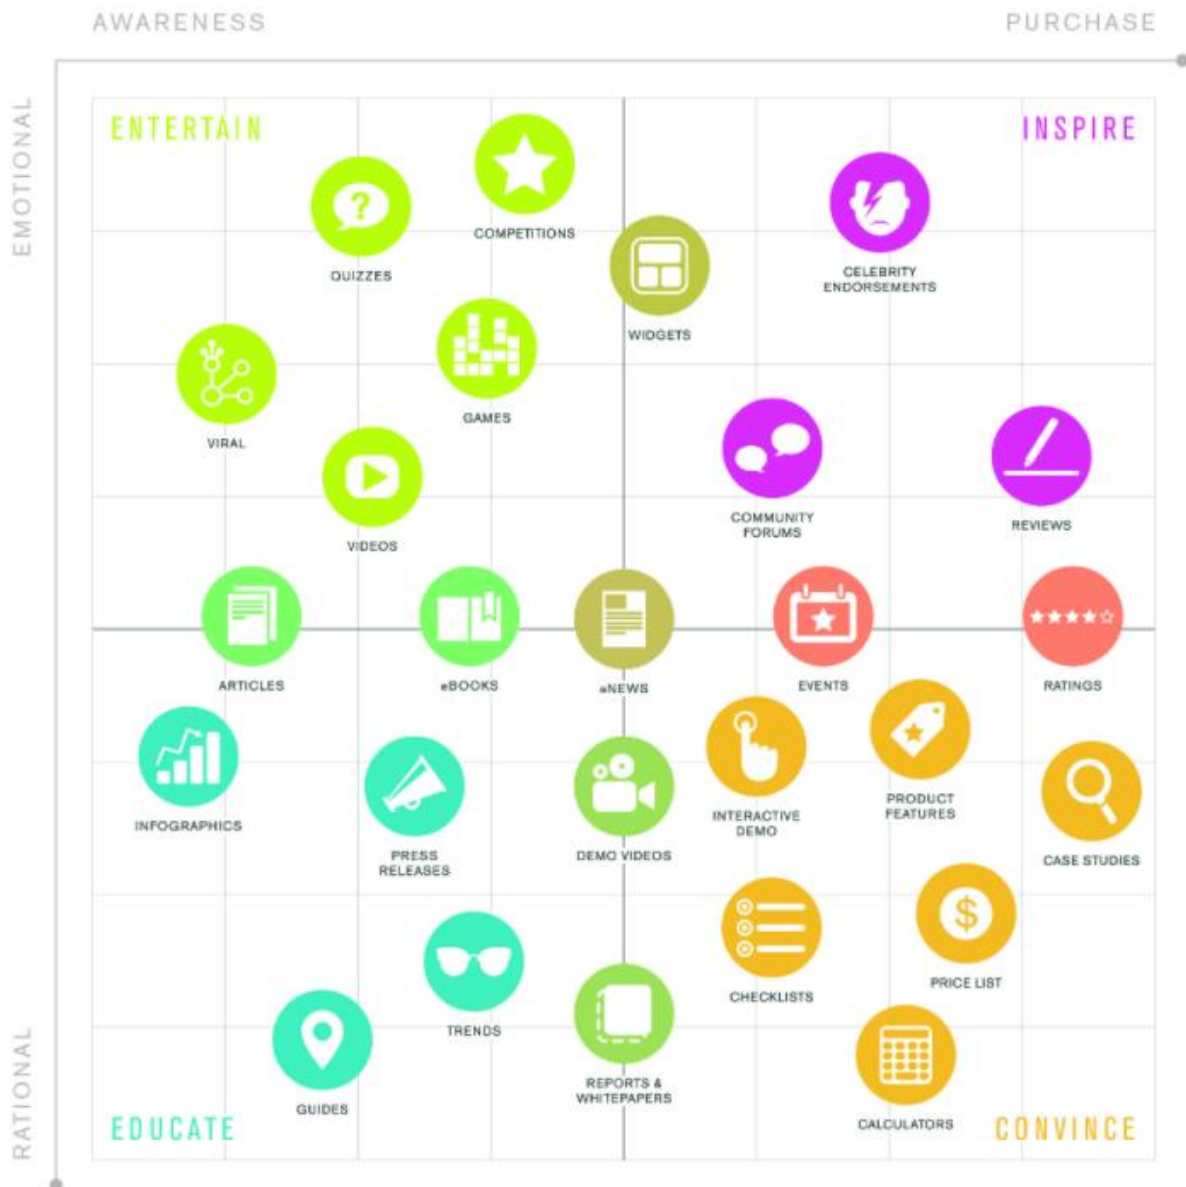 AWARENESS
PURCHASE
EMOTIONAL
RATIONAL
ENTERTAIN
INSPIRE
?
COMPETITIONS
QUIZZES
CELEBRITY
ENDORSEMENTS
WIDGETS
GAMES
VIRAL
COMMUNITY
FORUMS
REVIEWS
VIDEOS
ARTICLES
eBOOKS
eNEWS
EVENTS
RATINGS
INFOGRAPHICS
PRESS
RELEASES
DEMO VIDEOS
INTERACTIVE
DEMO
PRODUCT
FEATURES
CASE STUDIES
$
TRENDS
CHECKLISTS
PRICE LIST
GUIDES
REPORTS &
WHITEPAPERS
CALCULATORS
EDUCATE
CONVINCE